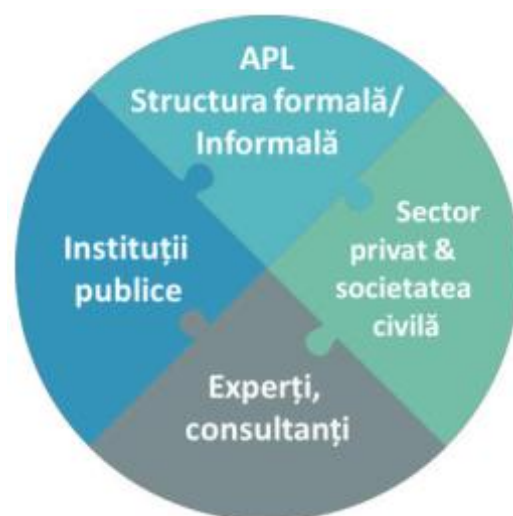 APL
Structura formală/
Informală
Instituții
publice
Sector
privat &
societatea
civilă
Experți,
consultanți